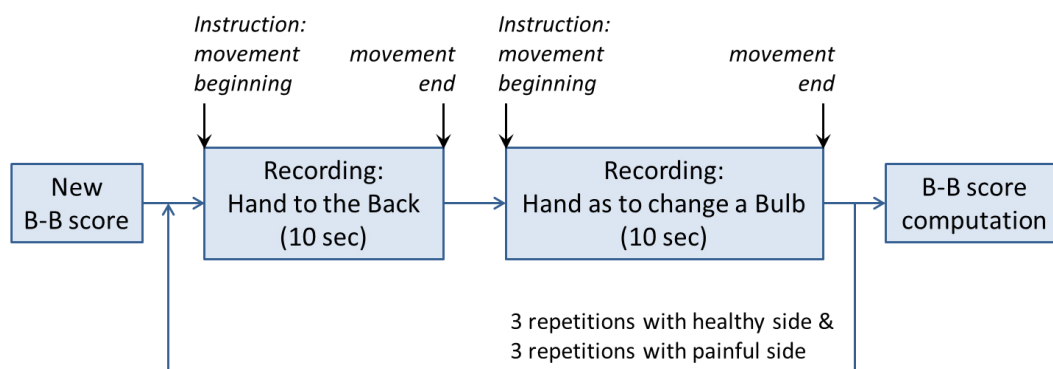 Instruction:
movement
beginning
movement
end
Instruction:
movement
beginning
movement
end
New
B-B score
Recording:
Hand to the Back
(10 sec)
Recording:
Hand as to change a Bulb
(10 sec)
B-B score
computation
3 repetitions with healthy side &
3 repetitions with painful side